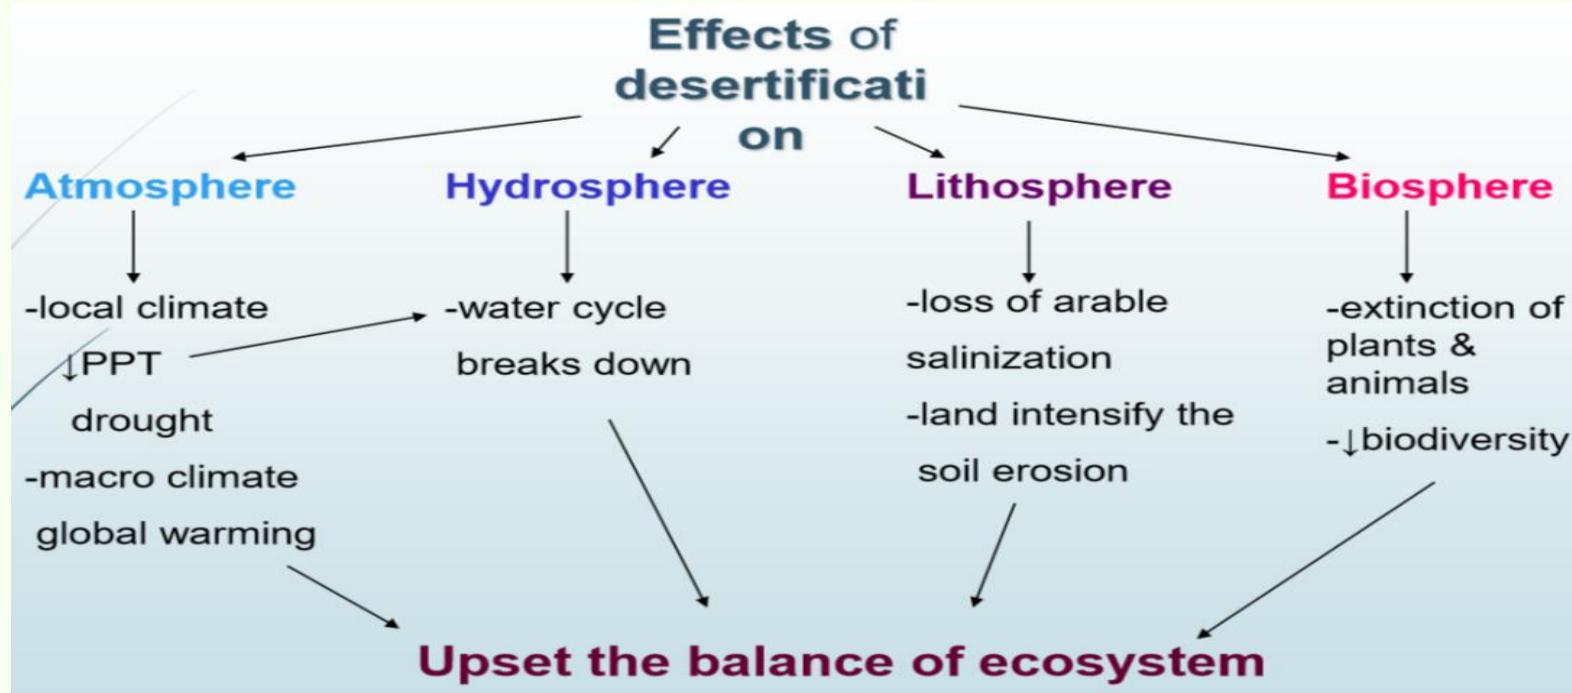 Effects of
desertificati
on
Atmosphere
-local climate
↓PPT
drought
-macro climate
global warming
Hydrosphere
-water cycle
breaks down
Lithosphere
-loss of arable
salinization
-land intensify the
soil erosion
Biosphere
-extinction of
plants &
animals
-↓biodiversity
Upset the balance of ecosystem